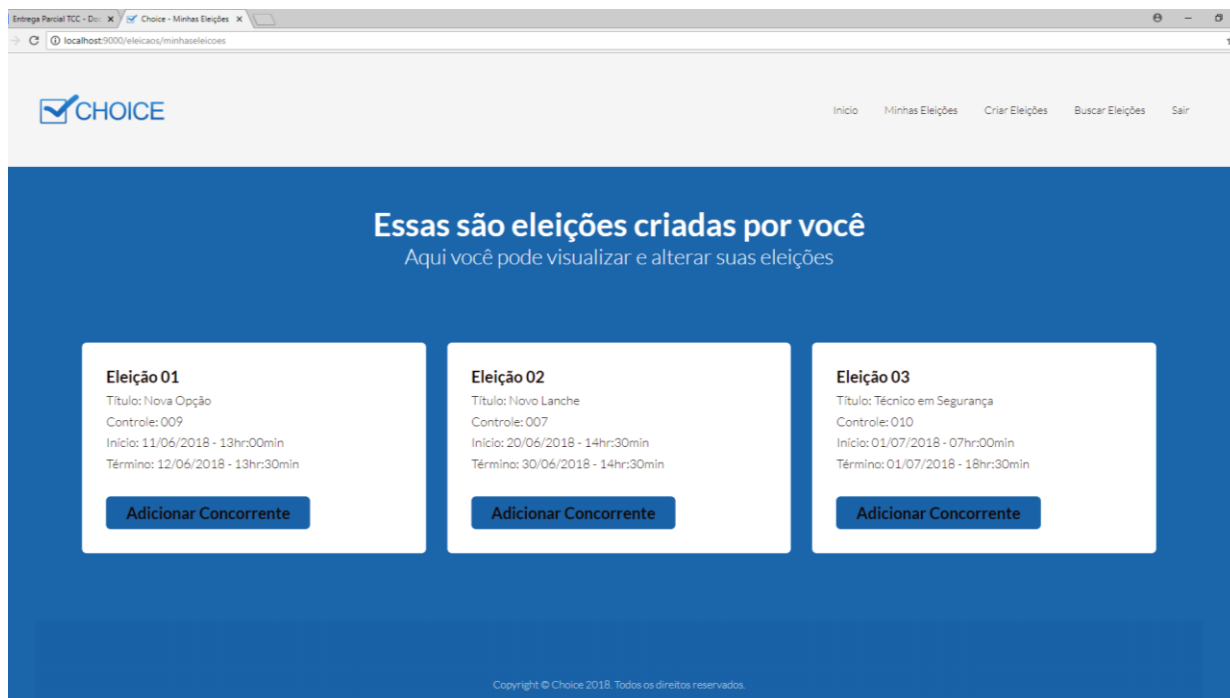 Entrega Parcial TCC - Doc
Choice - Minhas Eleições
localhost:9000/eleicaos/minhaseleicoes
CHOICE
Inicio Minhas Eleições Criar Eleições Buscar Eleições Sair
Essas são eleições criadas por você
Aqui você pode visualizar e alterar suas eleições
Eleição 01
Título: Nova Opção
Controle: 009
Início: 11/06/2018 - 13hr:00min
Término: 12/06/2018 - 13hr:30min
Adicionar Concorrente
Eleição 02
Título: Novo Lanche
Controle: 007
Início: 20/06/2018 - 14hr:30min
Término: 30/06/2018 - 14hr:30min
Adicionar Concorrente
Eleição 03
Título: Técnico em Segurança
Controle: 010
Início: 01/07/2018 - 07hr:00min
Término: 01/07/2018 - 18hr:30min
Adicionar Concorrente
Copyright © Choice 2018. Todos os direitos reservados.